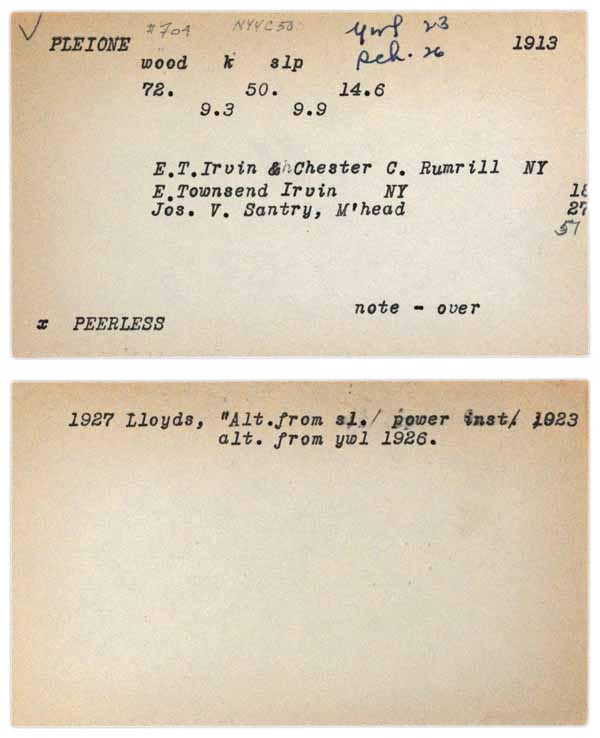 ✓ #704 NYYC50 ywl 23
PLEIONE sch. 26 1913
wood k slp
72. 50. 14.6
9.3 9.9
E.T.Irvin & Chester C. Rumrill NY
E.Townsend Irvin NY 18
Jos. V. Santry, M'head 27
57
note - over
x PEERLESS
1927 Lloyds, "Alt.from sl./ power inst/ 1923
alt. from ywl 1926.